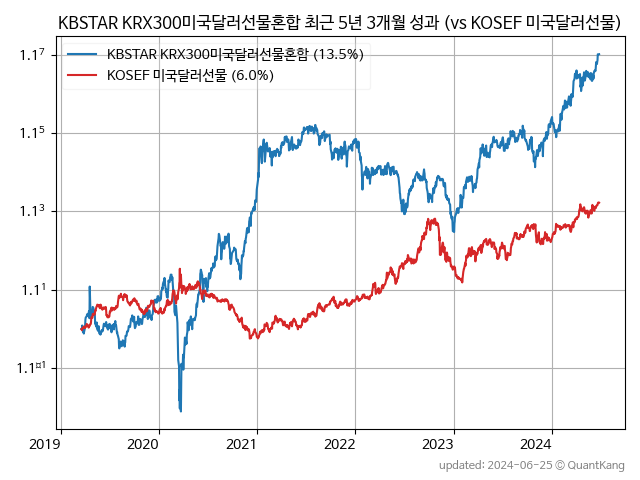 KBSTAR KRX300미국달러선물혼합 최근 5년 3개월 성과 (vs KOSEF 미국달러선물)
KBSTAR KRX300미국달러선물혼합 (13.5%)
KOSEF 미국달러선물 (6.0%)
1.1⁷
1.1⁵
1.1³
1.1¹
1.1¤¹
2019
2020
2021
2022
2023
2024
updated: 2024-06-25 © QuantKang